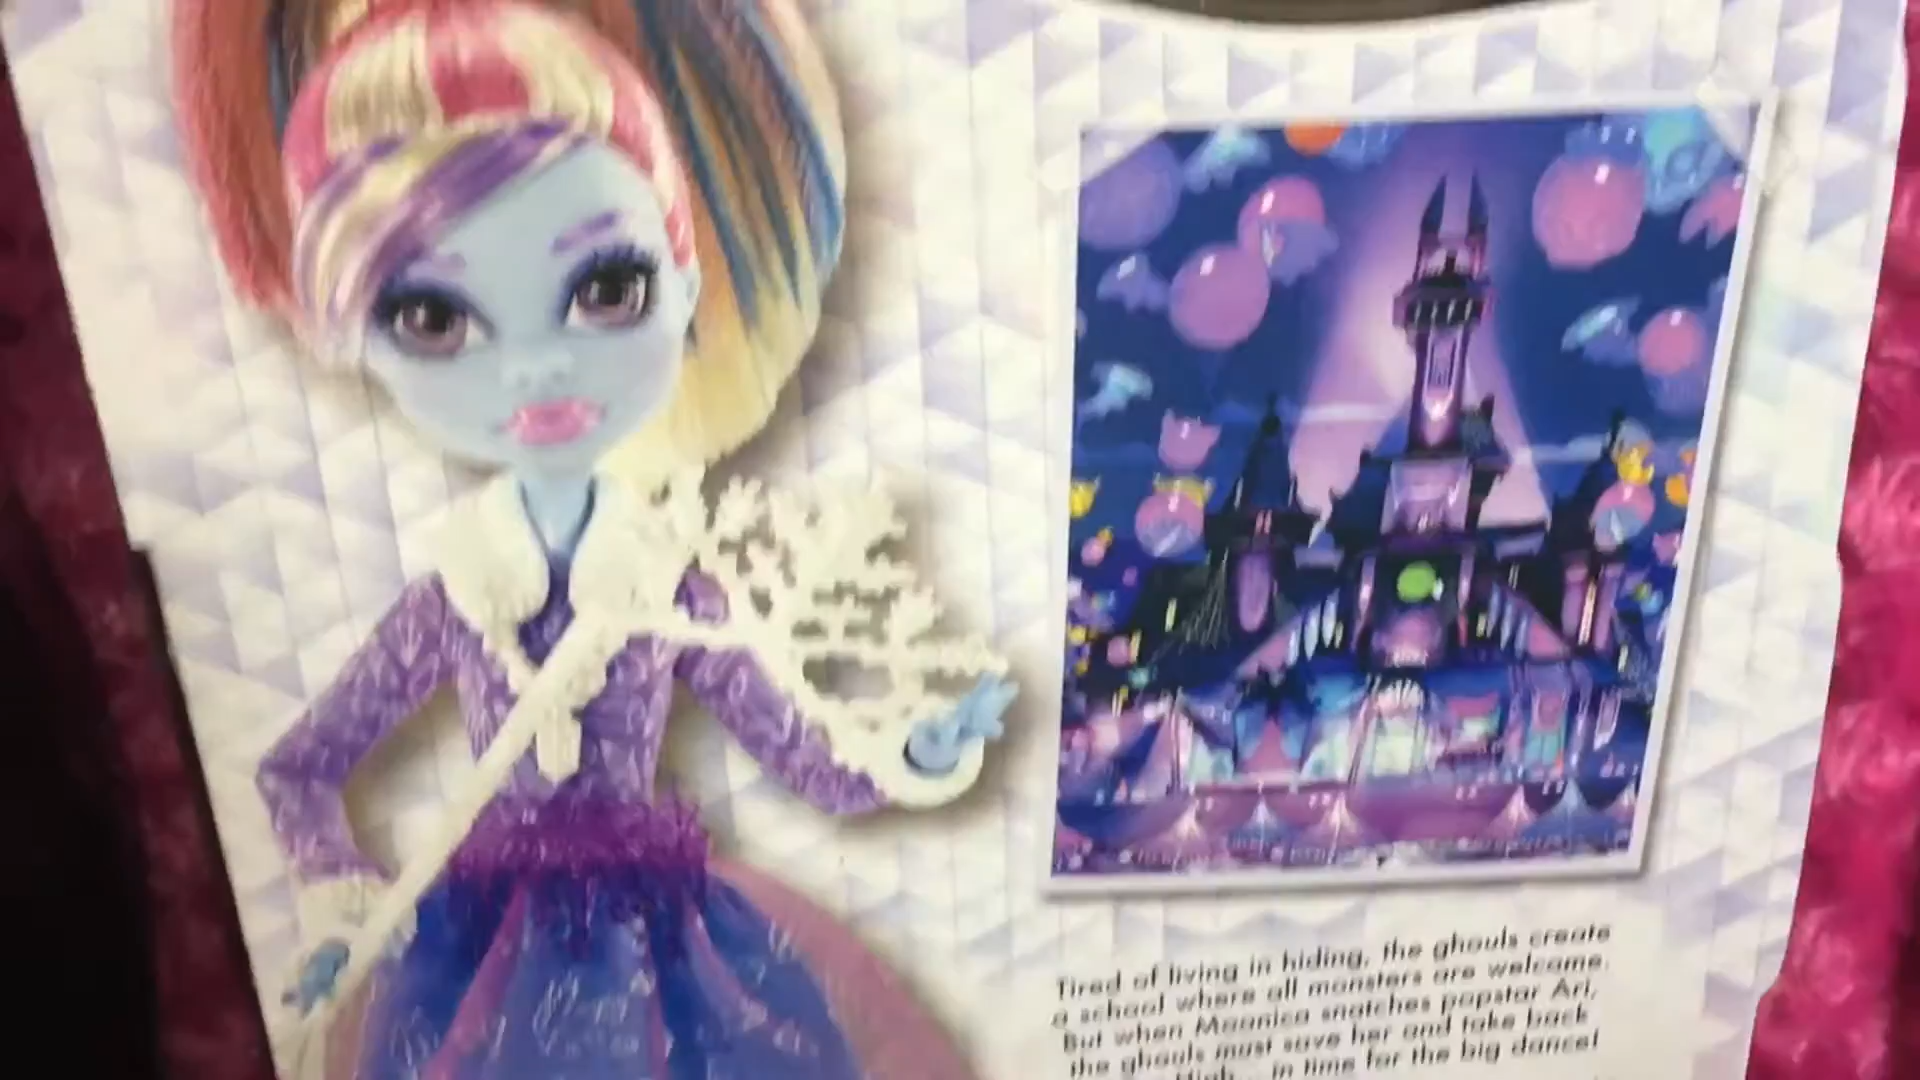 Tired of living in hiding, the ghouls create
a school where all monsters are welcome.
But when Moanica snatches popstar Ari,
the ghouls must save her and take back
High... in time for the big dance!